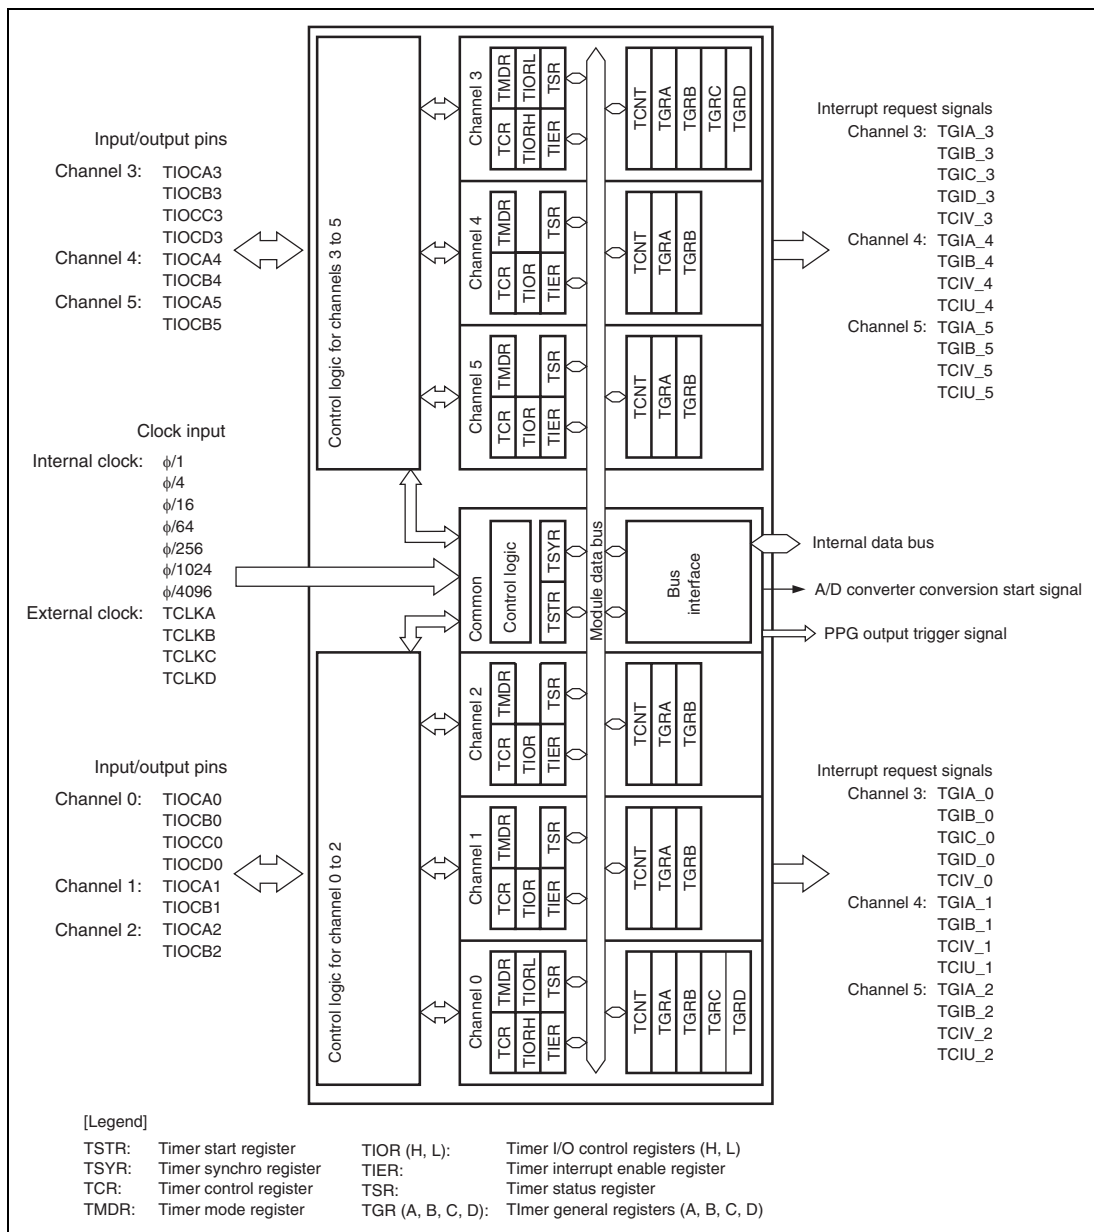 Input/output pins
Channel 3: TIOCA3
TIOCB3
TIOCC3
TIOCD3
Channel 4: TIOCA4
TIOCB4
Channel 5: TIOCA5
TIOCB5
Clock input
Internal clock: ϕ/1
ϕ/4
ϕ/16
ϕ/64
ϕ/256
ϕ/1024
ϕ/4096
External clock: TCLKA
TCLKB
TCLKC
TCLKD
Input/output pins
Channel 0: TIOCA0
TIOCB0
TIOCC0
TIOCD0
Channel 1: TIOCA1
TIOCB1
Channel 2: TIOCA2
TIOCB2
Control logic for channels 3 to 5
Control logic for channel 0 to 2
Channel 3
TCR TMDR
TIORH TIORL
TIER TSR
TCNT
TGRA
TGRB
TGRC
TGRD
Channel 4
TCR TMDR
TIOR
TIER TSR
TCNT
TGRA
TGRB
Channel 5
TCR TMDR
TIOR
TIER TSR
TCNT
TGRA
TGRB
Common
Control logic
TSTR TSYR
Module data bus
Bus
interface
Channel 2
TCR TMDR
TIOR
TIER TSR
TCNT
TGRA
TGRB
Channel 1
TCR TMDR
TIOR
TIER TSR
TCNT
TGRA
TGRB
Channel 0
TCR TMDR
TIORH TIORL
TIER TSR
TCNT
TGRA
TGRB
TGRC
TGRD
Interrupt request signals
Channel 3: TGIA_3
TGIB_3
TGIC_3
TGID_3
TCIV_3
Channel 4: TGIA_4
TGIB_4
TCIV_4
TCIU_4
Channel 5: TGIA_5
TGIB_5
TCIV_5
TCIU_5
Internal data bus
A/D converter conversion start signal
PPG output trigger signal
Interrupt request signals
Channel 3: TGIA_0
TGIB_0
TGIC_0
TGID_0
TCIV_0
Channel 4: TGIA_1
TGIB_1
TCIV_1
TCIU_1
Channel 5: TGIA_2
TGIB_2
TCIV_2
TCIU_2
[Legend]
TSTR: Timer start register
TSYR: Timer synchro register
TCR: Timer control register
TMDR: Timer mode register
TIOR (H, L): Timer I/O control registers (H, L)
TIER: Timer interrupt enable register
TSR: Timer status register
TGR (A, B, C, D): TImer general registers (A, B, C, D)